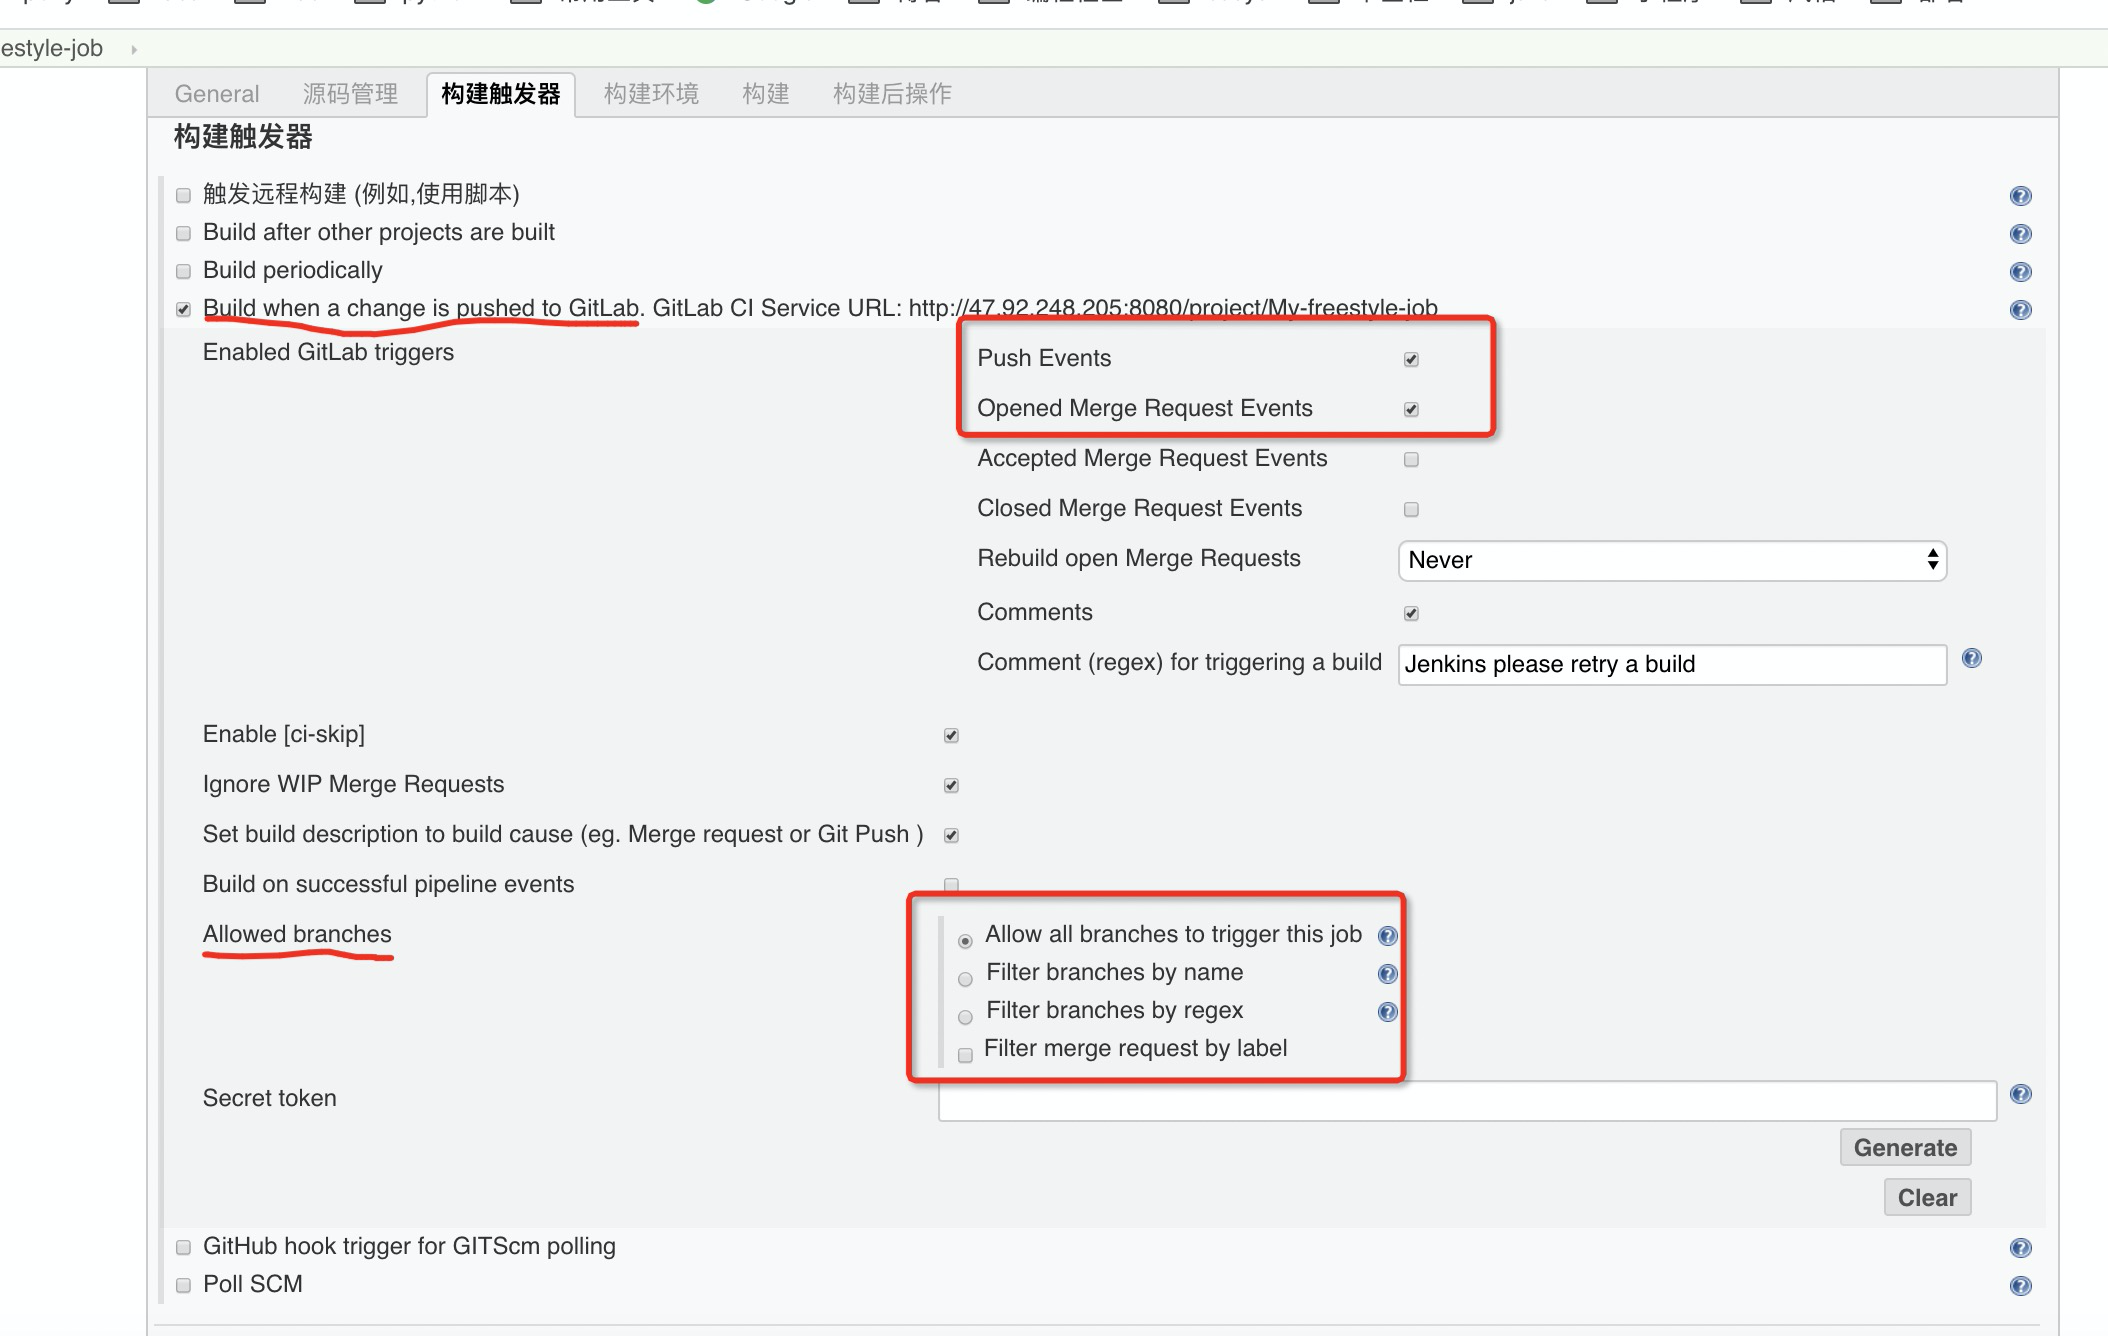 estyle-job
General 源码管理 构建触发器 构建环境 构建 构建后操作
构建触发器
触发远程构建 (例如,使用脚本)
Build after other projects are built
Build periodically
Build when a change is pushed to GitLab. GitLab CI Service URL: http://47.92.248.205:8080/project/My-freestyle-job
Enabled GitLab triggers
Push Events
Opened Merge Request Events
Accepted Merge Request Events
Closed Merge Request Events
Rebuild open Merge Requests Never
Comments
Comment (regex) for triggering a build Jenkins please retry a build
Enable [ci-skip]
Ignore WIP Merge Requests
Set build description to build cause (eg. Merge request or Git Push )
Build on successful pipeline events
Allowed branches
Allow all branches to trigger this job
Filter branches by name
Filter branches by regex
Filter merge request by label
Secret token
Generate
Clear
GitHub hook trigger for GITScm polling
Poll SCM